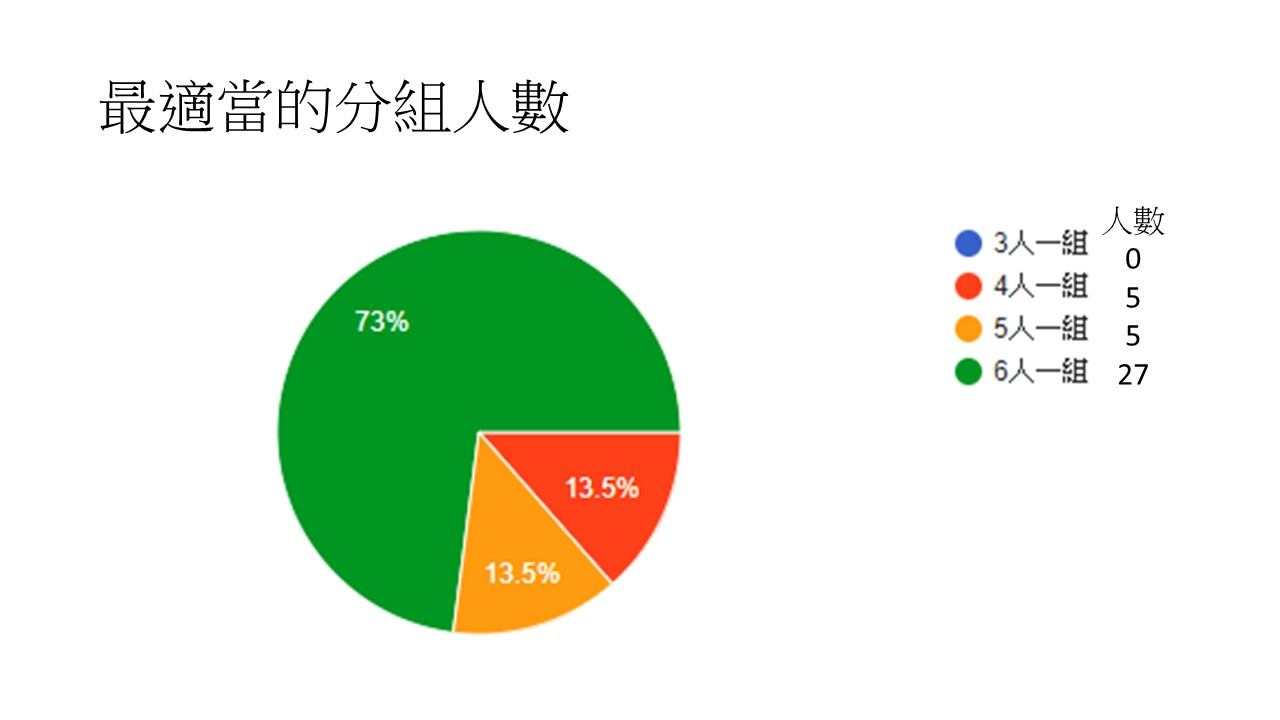 最適當的分組人數
人數
3人一組 0
4人一組 5
5人一組 5
6人一組 27
73%
13.5%
13.5%